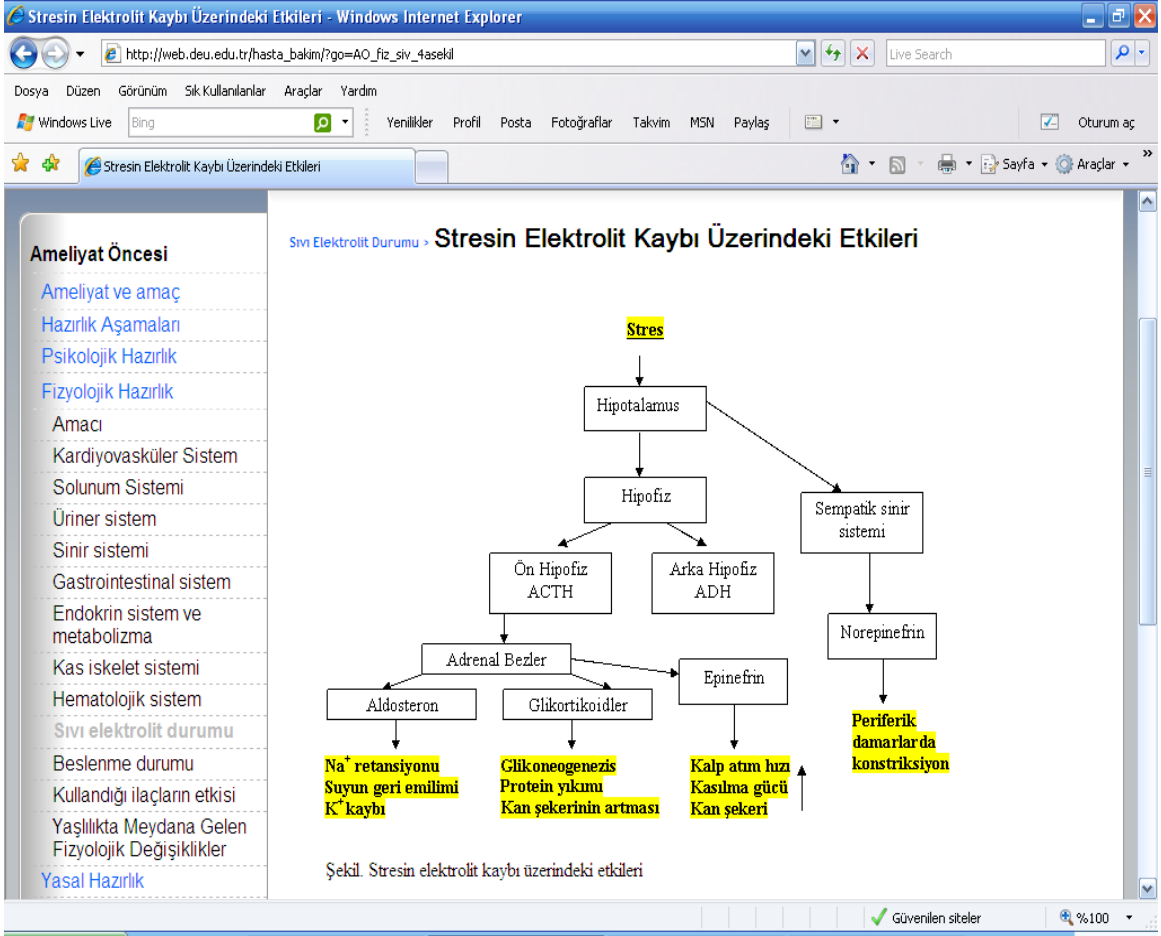 Stresin Elektrolit Kaybı Üzerindeki Etkileri - Windows Internet Explorer
http://web.deu.edu.tr/hasta_bakim/?go=AO_fiz_siv_4asekil
Live Search
Dosya Düzen Görünüm Sık Kullanılanlar Araçlar Yardım
Windows Live Bing Yenilikler Profil Posta Fotoğraflar Takvim MSN Paylaş Oturum aç
Stresin Elektrolit Kaybı Üzerindeki Etkileri
Sayfa Araçlar »
Ameliyat Öncesi
Ameliyat ve amaç
Hazırlık Aşamaları
Psikolojik Hazırlık
Fizyolojik Hazırlık
Amacı
Kardiyovasküler Sistem
Solunum Sistemi
Üriner sistem
Sinir sistemi
Gastrointestinal sistem
Endokrin sistem ve
metabolizma
Kas iskelet sistemi
Hematolojik sistem
Sıvı elektrolit durumu
Beslenme durumu
Kullandığı ilaçların etkisi
Yaşlılıkta Meydana Gelen
Fizyolojik Değişiklikler
Yasal Hazırlık
Sıvı Elektrolit Durumu › Stresin Elektrolit Kaybı Üzerindeki Etkileri
Stres
Hipotalamus
Hipofiz
Sempatik sinir
sistemi
Ön Hipofiz
ACTH
Arka Hipofiz
ADH
Norepinefrin
Adrenal Bezler
Epinefrin
Aldosteron
Glikortikoidler
Periferik
damarlarda
konstriksiyon
Na⁺ retansiyonu
Suyun geri emilimi
K⁺ kaybı
Glikoneogenezis
Protein yıkımı
Kan şekerinin artması
Kalp atım hızı
Kasılma gücü
Kan şekeri
Şekil. Stresin elektrolit kaybı üzerindeki etkileri
Güvenilen siteler
%100